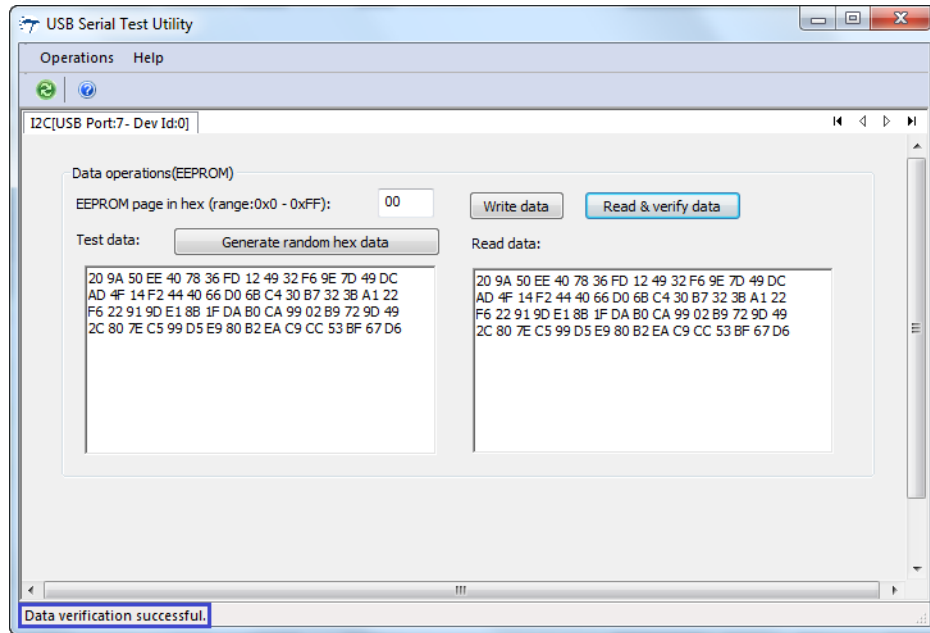 USB Serial Test Utility
Operations Help
I2C[USB Port:7- Dev Id:0]
Data operations(EEPROM)
EEPROM page in hex (range:0x0 - 0xFF): 00 Write data Read & verify data
Test data: Generate random hex data Read data:
20 9A 50 EE 40 78 36 FD 12 49 32 F6 9E 7D 49 DC
AD 4F 14 F2 44 40 66 D0 6B C4 30 B7 32 3B A1 22
F6 22 91 9D E1 8B 1F DA B0 CA 99 02 B9 72 9D 49
2C 80 7E C5 99 D5 E9 80 B2 EA C9 CC 53 BF 67 D6
20 9A 50 EE 40 78 36 FD 12 49 32 F6 9E 7D 49 DC
AD 4F 14 F2 44 40 66 D0 6B C4 30 B7 32 3B A1 22
F6 22 91 9D E1 8B 1F DA B0 CA 99 02 B9 72 9D 49
2C 80 7E C5 99 D5 E9 80 B2 EA C9 CC 53 BF 67 D6
Data verification successful.